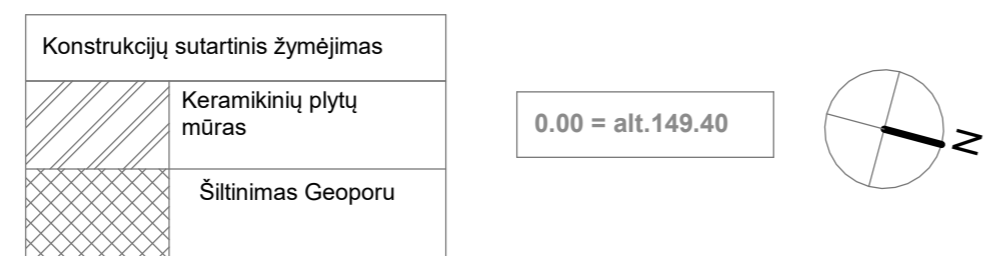 Konstrukcijų sutartinis žymėjimas
Keramikinių plytų
mūras
Šiltinimas Geoporu
0.00 = alt.149.40
N